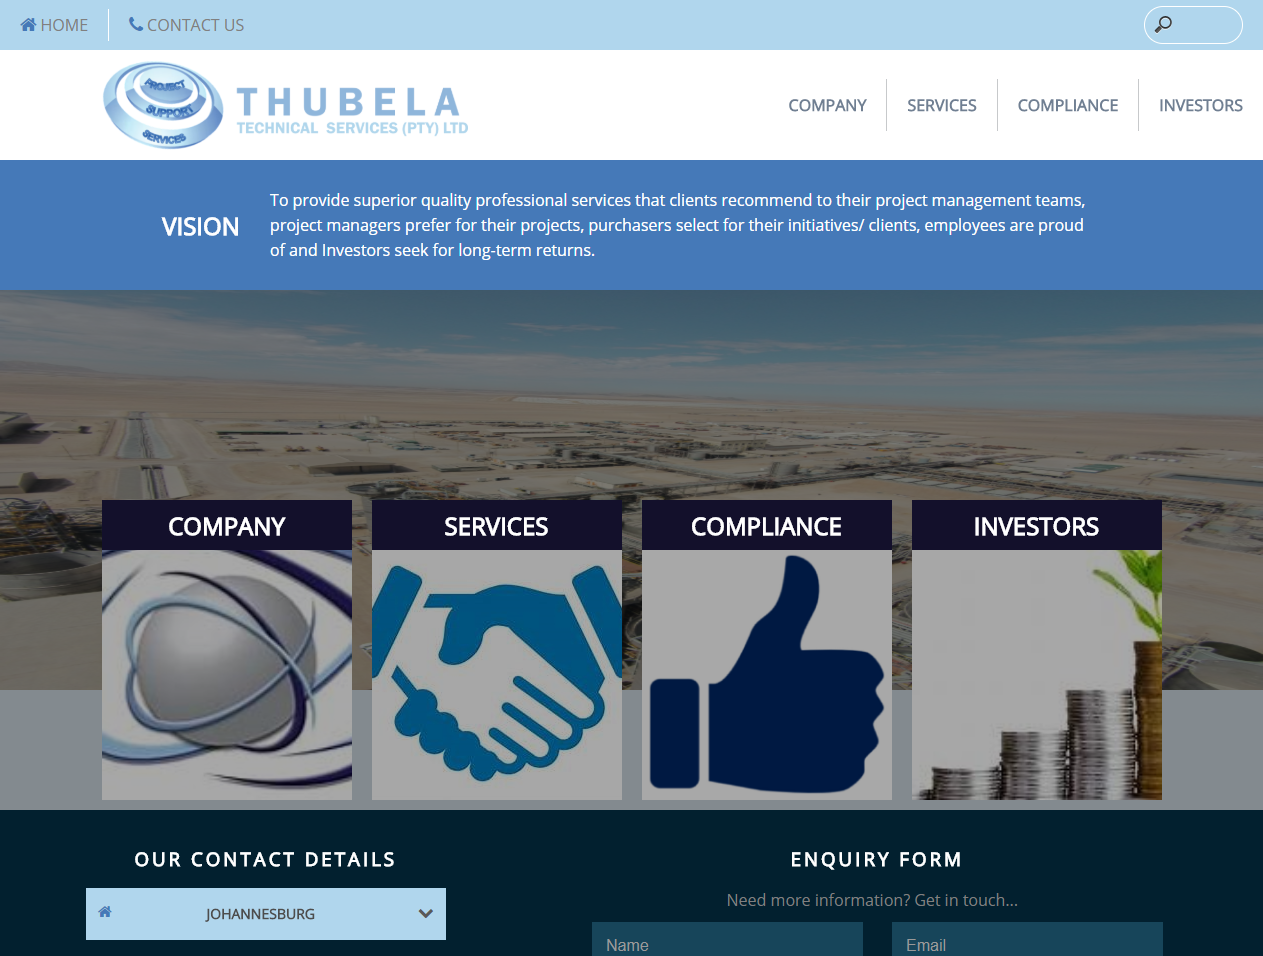 HOME
CONTACT US
PROJECT
SUPPORT
SERVICES
THUBELA
TECHNICAL SERVICES (PTY) LTD
COMPANY
SERVICES
COMPLIANCE
INVESTORS
VISION
To provide superior quality professional services that clients recommend to their project management teams,
project managers prefer for their projects, purchasers select for their initiatives/ clients, employees are proud
of and Investors seek for long-term returns.
COMPANY
SERVICES
COMPLIANCE
INVESTORS
OUR CONTACT DETAILS
JOHANNESBURG
ENQUIRY FORM
Need more information? Get in touch...
Name
Email